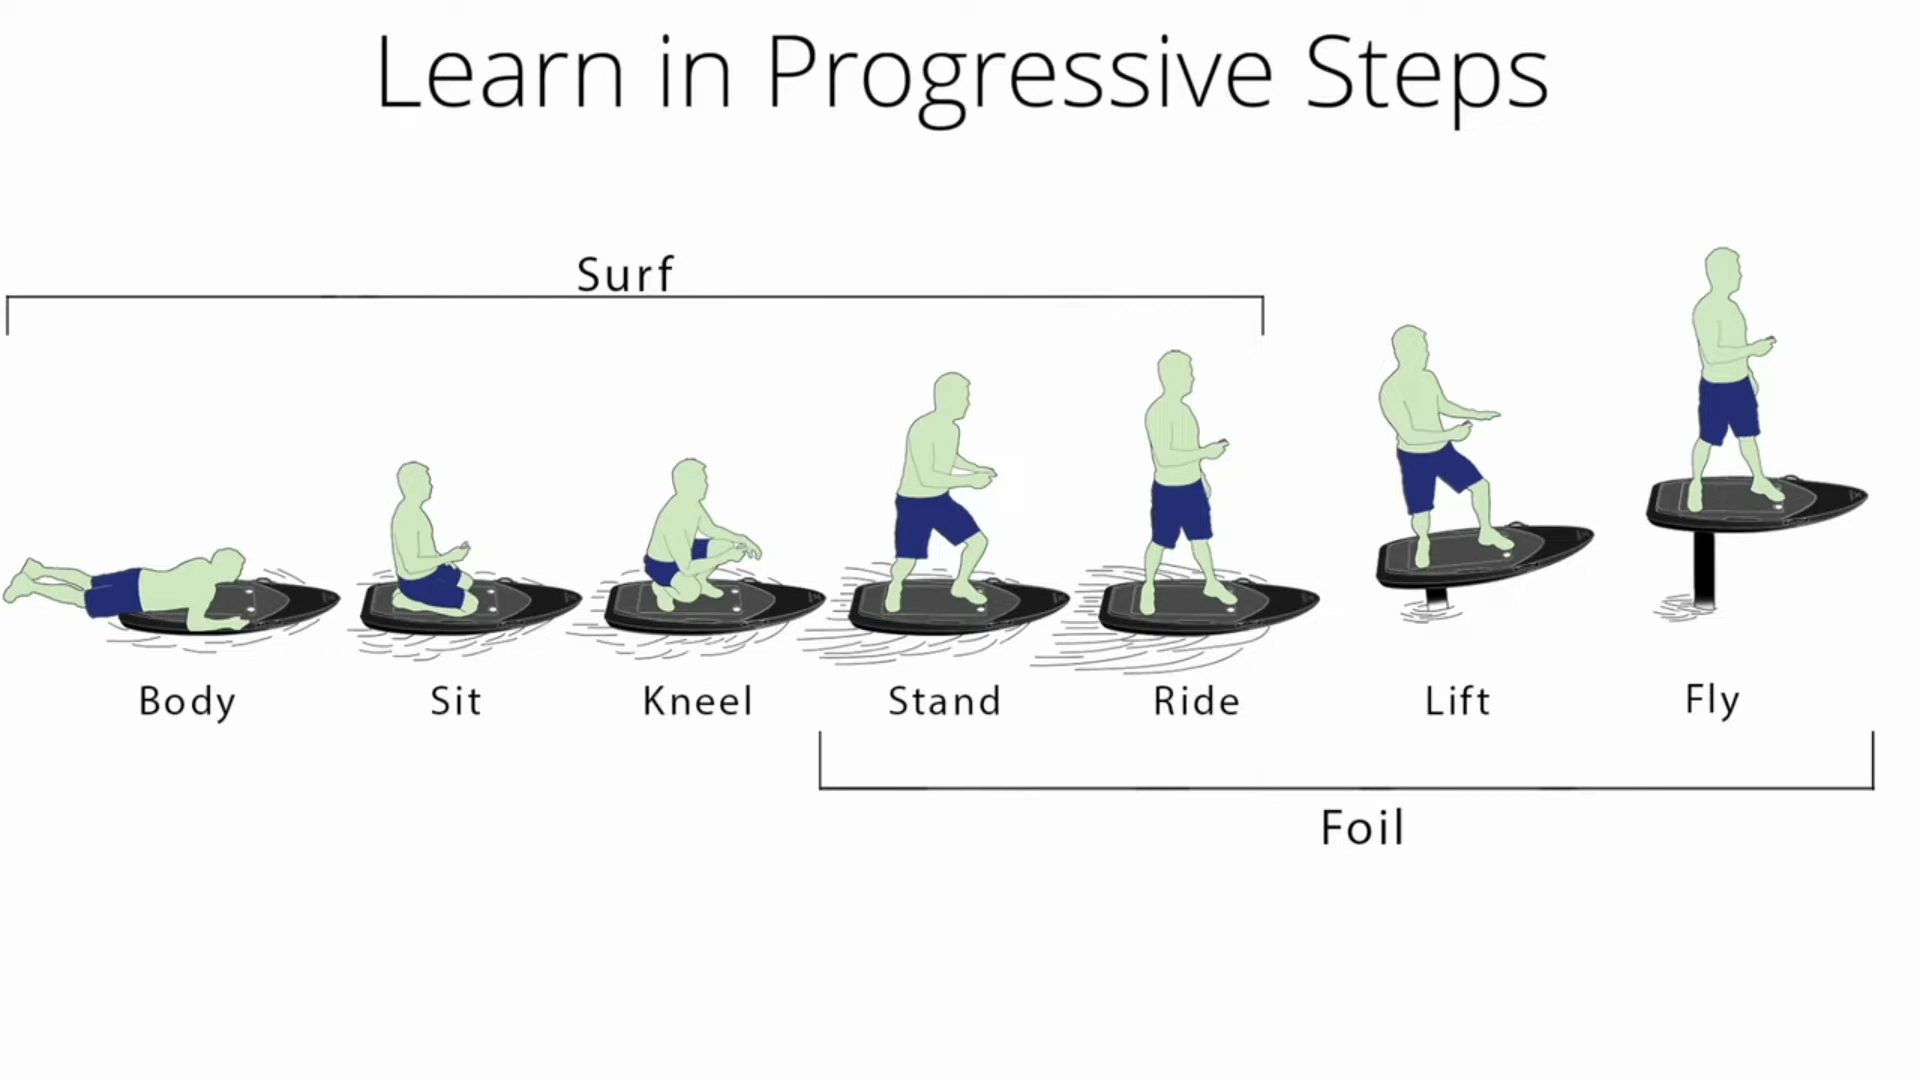 Learn in Progressive Steps
Surf
Body Sit Kneel Stand Ride Lift Fly
Foil